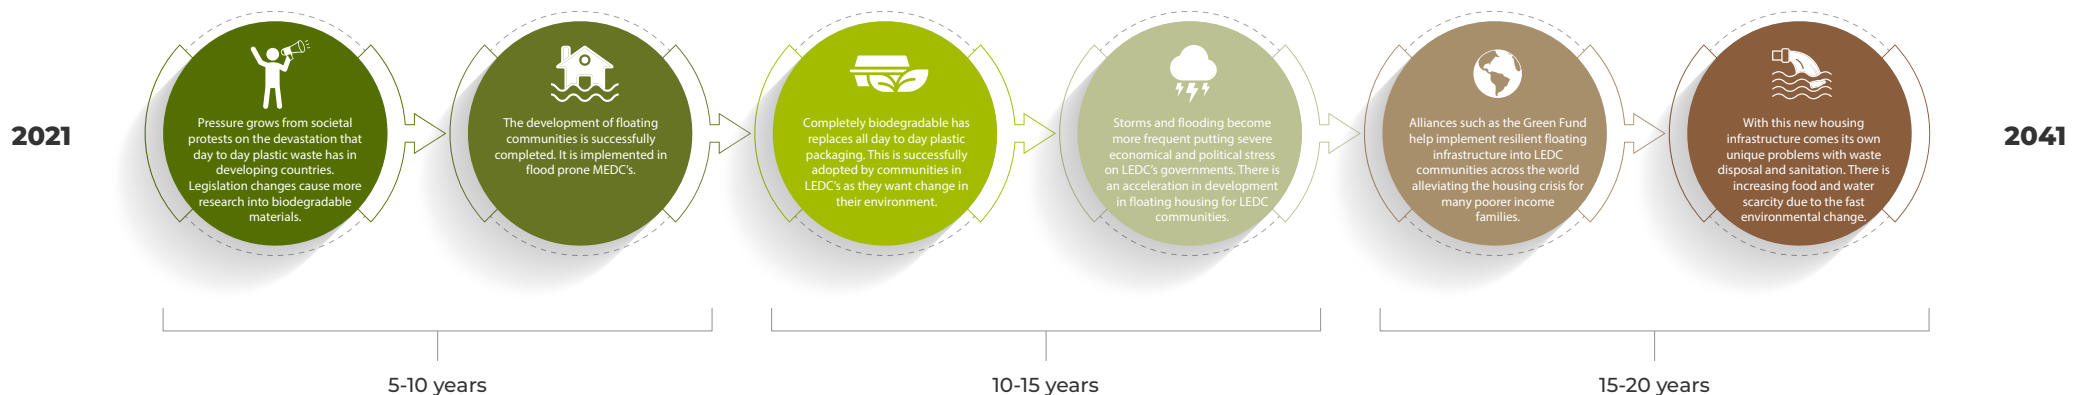 2021
Pressure grows from societal
protests on the devastation that
day to day plastic waste has in
developing countries.
Legislation changes cause more
research into biodegradable
materials.
The development of floating
communities is successfully
completed. It is implemented in
flood prone MEDC's.
Completely biodegradable has
replaces all day to day plastic
packaging. This is successfully
adopted by communities in
LEDC's as they want change in
their environment.
Storms and flooding become
more frequent putting severe
economical and political stress
on LEDC's governments. There is
an acceleration in development
in floating housing for LEDC
communities.
Alliances such as the Green Fund
help implement resilient floating
infrastructure into LEDC
communities across the world
alleviating the housing crisis for
many poorer income
families.
With this new housing
infrastructure comes its own
unique problems with waste
disposal and sanitation. There is
increasing food and water
scarcity due to the fast
environmental change.
2041
5-10 years
10-15 years
15-20 years